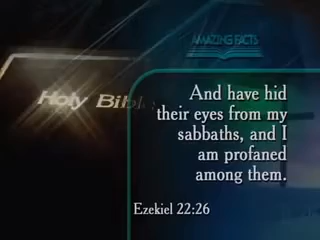 AMAZING FACTS
Holy Bible
And have hid
their eyes from my
sabbaths, and I
am profaned
among them.
Ezekiel 22:26